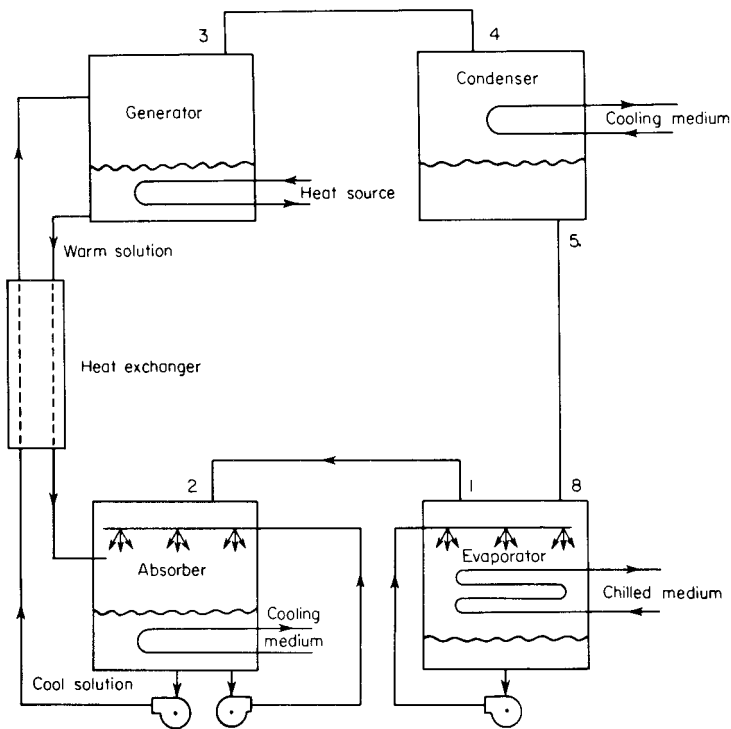 3
4
Generator
Condenser
Cooling medium
Heat source
5.
Warm solution
Heat exchanger
2
1
8
Absorber
Evaporator
Cooling
medium
Chilled medium
Cool solution